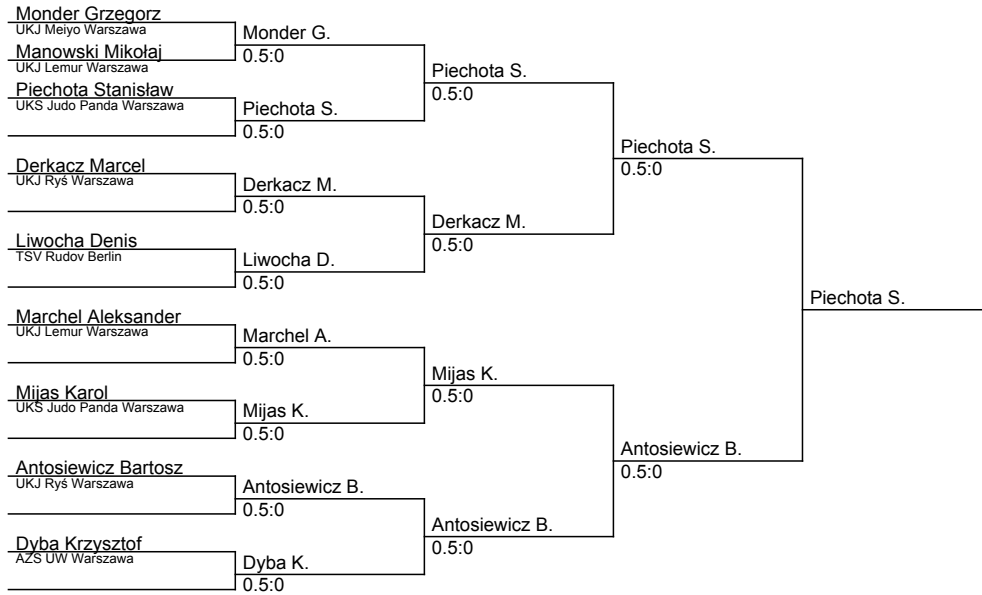 Monder Grzegorz
UKJ Meiyo Warszawa
Monder G.
Manowski Mikołaj
0.5:0
UKJ Lemur Warszawa
Piechota S.
Piechota Stanisław
0.5:0
UKS Judo Panda Warszawa
Piechota S.
0.5:0
Piechota S.
Derkacz Marcel
0.5:0
UKJ Ryś Warszawa
Derkacz M.
0.5:0
Derkacz M.
Liwocha Denis
0.5:0
TSV Rudov Berlin
Liwocha D.
0.5:0
Piechota S.
Marchel Aleksander
UKJ Lemur Warszawa
Marchel A.
0.5:0
Mijas K.
Mijas Karol
0.5:0
UKS Judo Panda Warszawa
Mijas K.
0.5:0
Antosiewicz B.
Antosiewicz Bartosz
0.5:0
UKJ Ryś Warszawa
Antosiewicz B.
0.5:0
Antosiewicz B.
Dyba Krzysztof
0.5:0
AZS UW Warszawa
Dyba K.
0.5:0